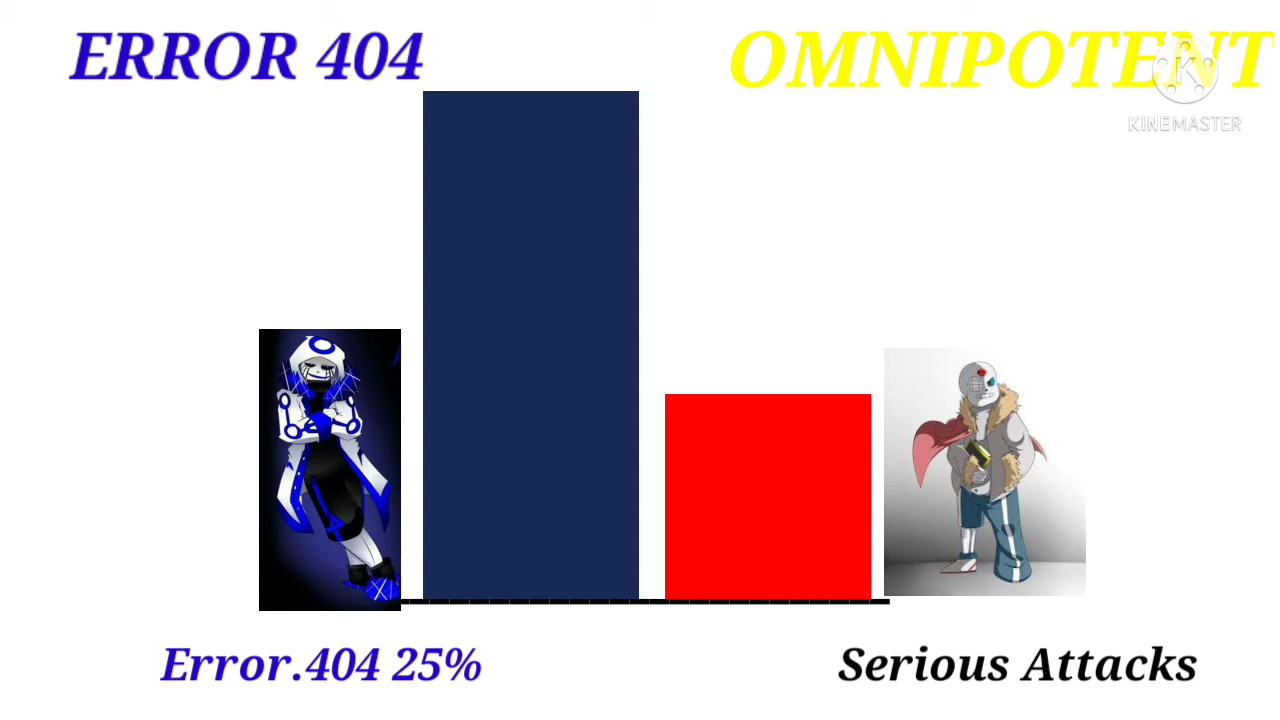 ERROR 404
OMNIPOTENT
KINEMASTER
Error.404 25%
Serious Attacks